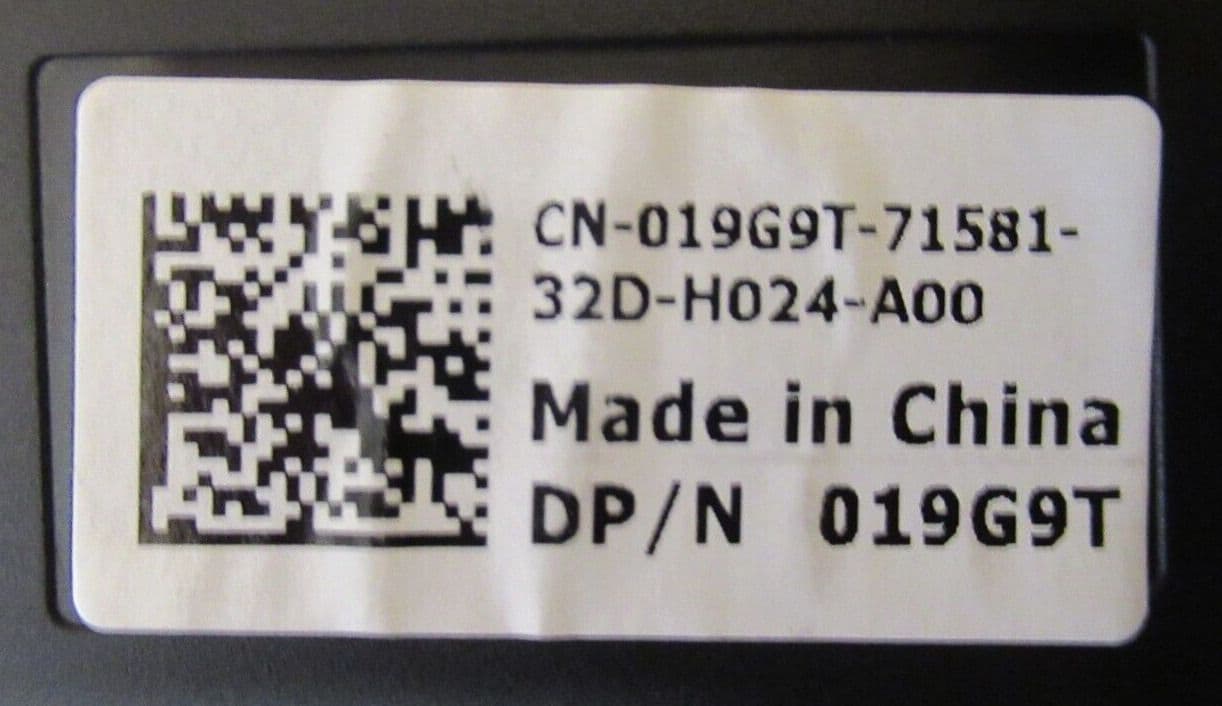 CN-019G9T-71581-
32D-H024-A00
Made in China
DP/N 019G9T